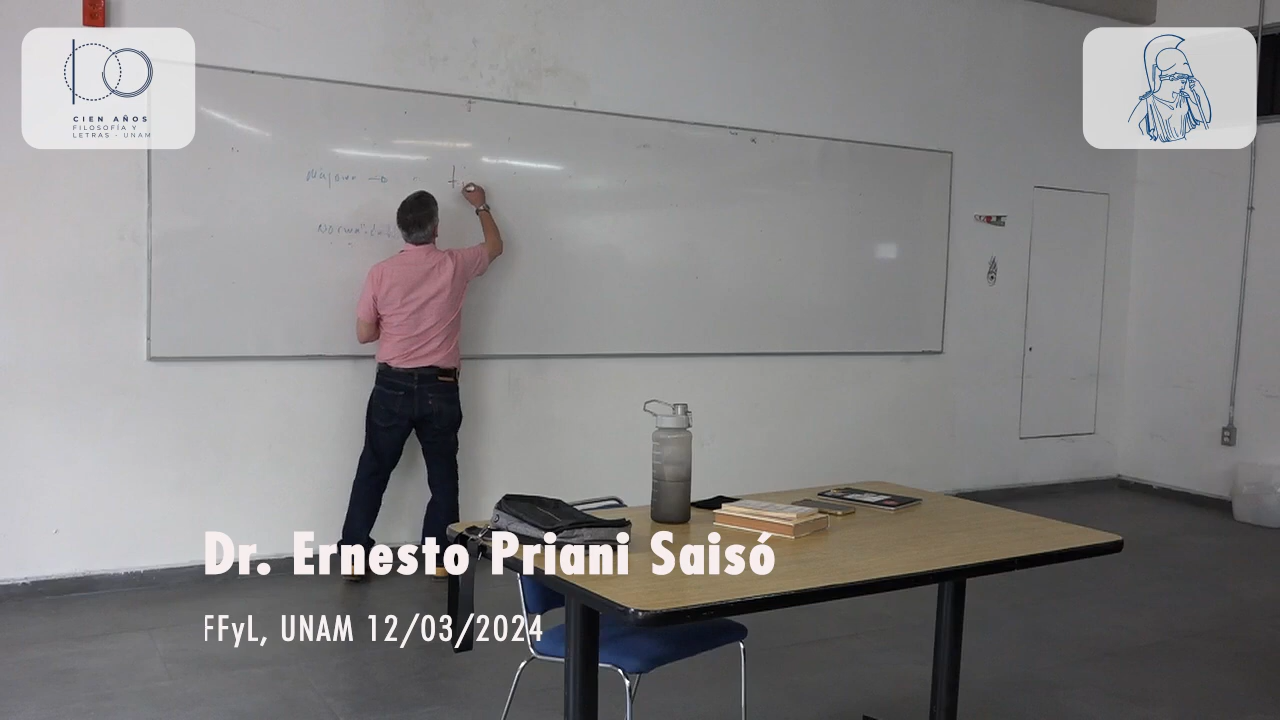 CIEN AÑOS
FILOSOFÍA Y
LETRAS - UNAM
Dr. Ernesto Priani Saisó
FFyL, UNAM 12/03/2024